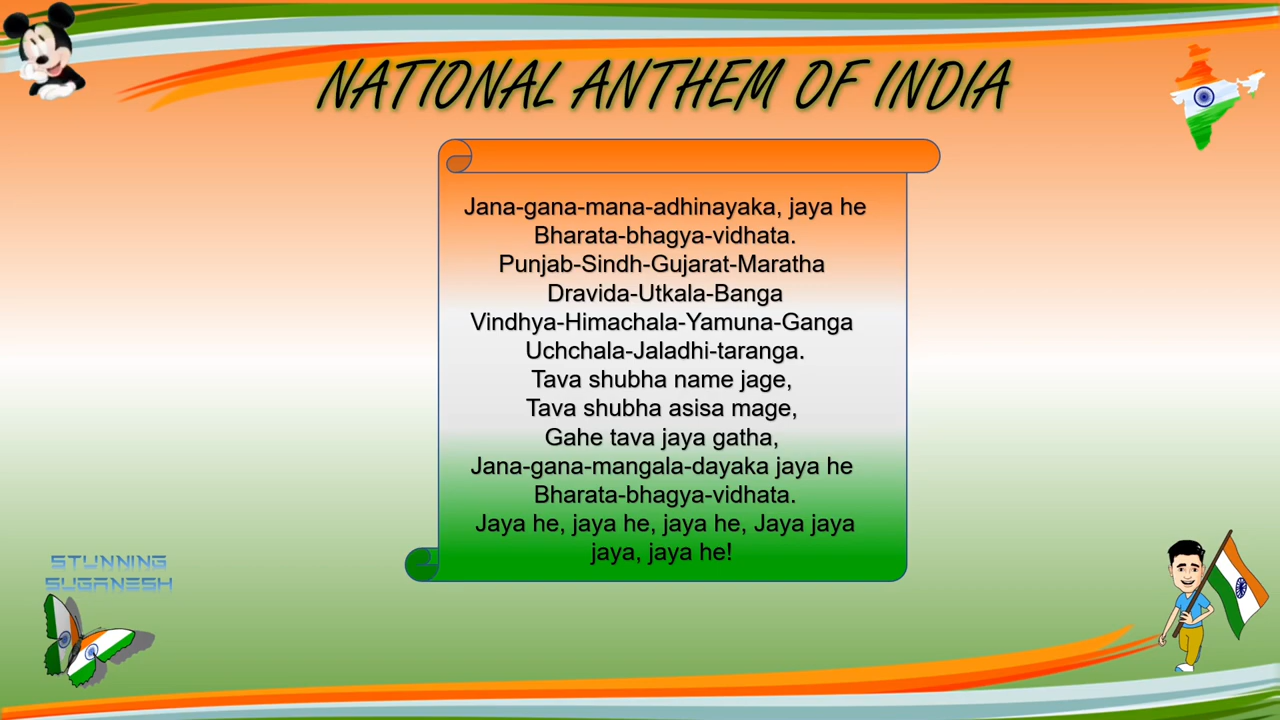 NATIONAL ANTHEM OF INDIA
Jana-gana-mana-adhinayaka, jaya he
Bharata-bhagya-vidhata.
Punjab-Sindh-Gujarat-Maratha
Dravida-Utkala-Banga
Vindhya-Himachala-Yamuna-Ganga
Uchchala-Jaladhi-taranga.
Tava shubha name jage,
Tava shubha asisa mage,
Gahe tava jaya gatha,
Jana-gana-mangala-dayaka jaya he
Bharata-bhagya-vidhata.
Jaya he, jaya he, jaya he, Jaya jaya
jaya, jaya he!
STUNNING
SUGANESH